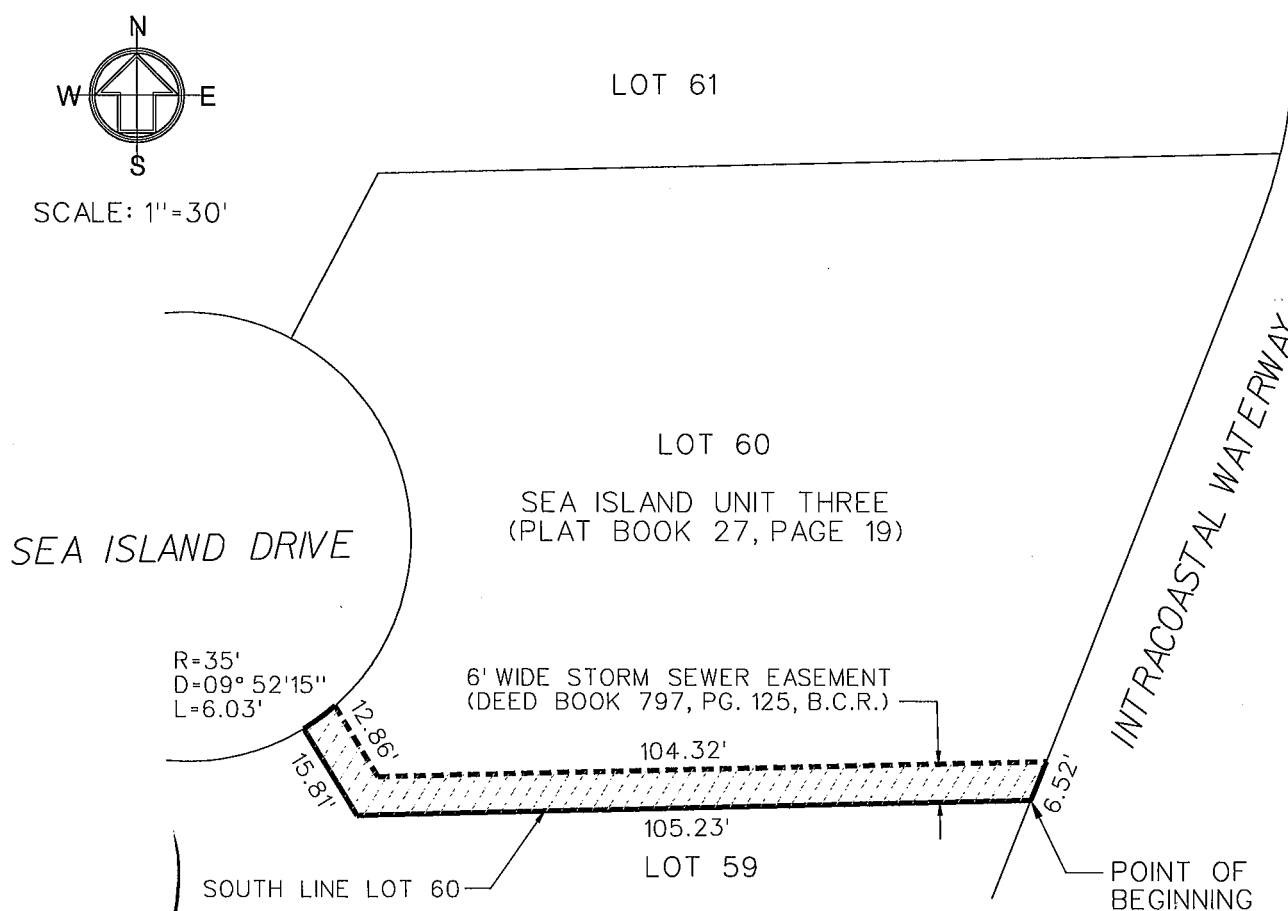 N
W E
S
SCALE: 1"=30'
LOT 61
LOT 60
SEA ISLAND UNIT THREE
(PLAT BOOK 27, PAGE 19)
SEA ISLAND DRIVE
INTRACOASTAL WATERWAY
R=35'
D=09° 52'15"
L=6.03'
6' WIDE STORM SEWER EASEMENT
(DEED BOOK 797, PG. 125, B.C.R.)
12.86'
104.32'
15.81'
6.52'
105.23'
LOT 59
SOUTH LINE LOT 60
POINT OF
BEGINNING